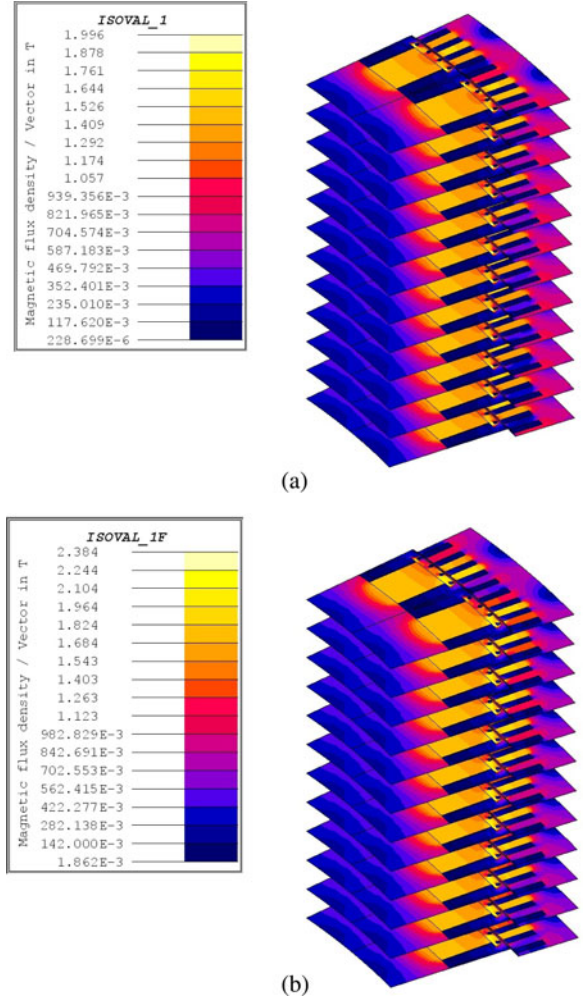 ISOVAL_1
Magnetic flux density / Vector in T
1.996
1.878
1.761
1.644
1.526
1.409
1.292
1.174
1.057
939.356E-3
821.965E-3
704.574E-3
587.183E-3
469.792E-3
352.401E-3
235.010E-3
117.620E-3
228.699E-6
(a)
ISOVAL_1F
Magnetic flux density / Vector in T
2.384
2.244
2.104
1.964
1.824
1.684
1.543
1.403
1.263
1.123
982.829E-3
842.691E-3
702.553E-3
562.415E-3
422.277E-3
282.138E-3
142.000E-3
1.862E-3
(b)